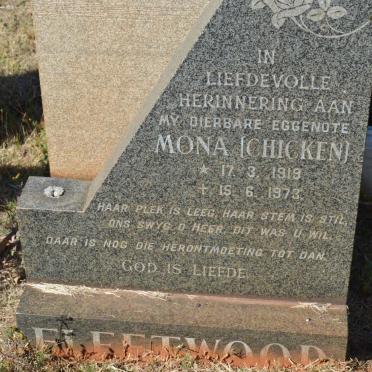 IN
LIEFDEVOLLE
HERINNERING AAN
MY DIERBARE EGGENOTE
MONA [CHICKEN]
* 17. 3. 1919
† 15. 6. 1973.
HAAR PLEK IS LEEG, HAAR STEM IS STIL,
ONS SWYG O HEER, DIT WAS U WIL.
DAAR IS NOG DIE HERONTMOETING TOT DAN.
GOD IS LIEFDE.
FLEETWOOD